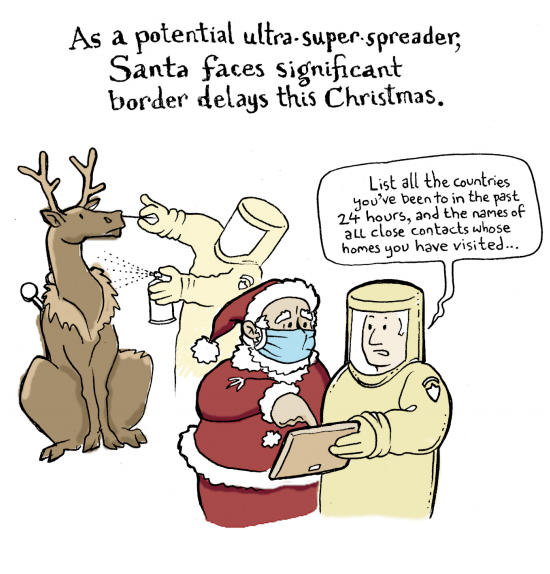 As a potential ultra-super-spreader,
Santa faces significant
border delays this Christmas.
List all the countries
you've been to in the past
24 hours, and the names of
all close contacts whose
homes you have visited...